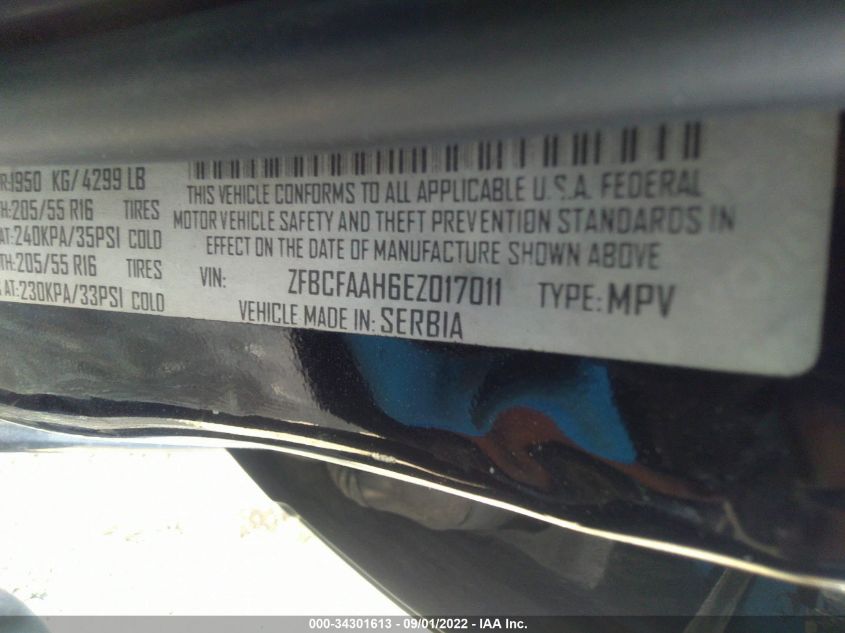 R:1950 KG/ 4299 LB
TH:205/55 R16 TIRES
AT:240KPA/35PSI COLD
TH:205/55 R16 TIRES
AT:230KPA/33PSI COLD
THIS VEHICLE CONFORMS TO ALL APPLICABLE U.S.A. FEDERAL
MOTOR VEHICLE SAFETY AND THEFT PREVENTION STANDARDS IN
EFFECT ON THE DATE OF MANUFACTURE SHOWN ABOVE
VIN: ZFBCFAAH6EZ017011 TYPE: MPV
VEHICLE MADE IN: SERBIA
000-34301613 - 09/01/2022 - IAA Inc.